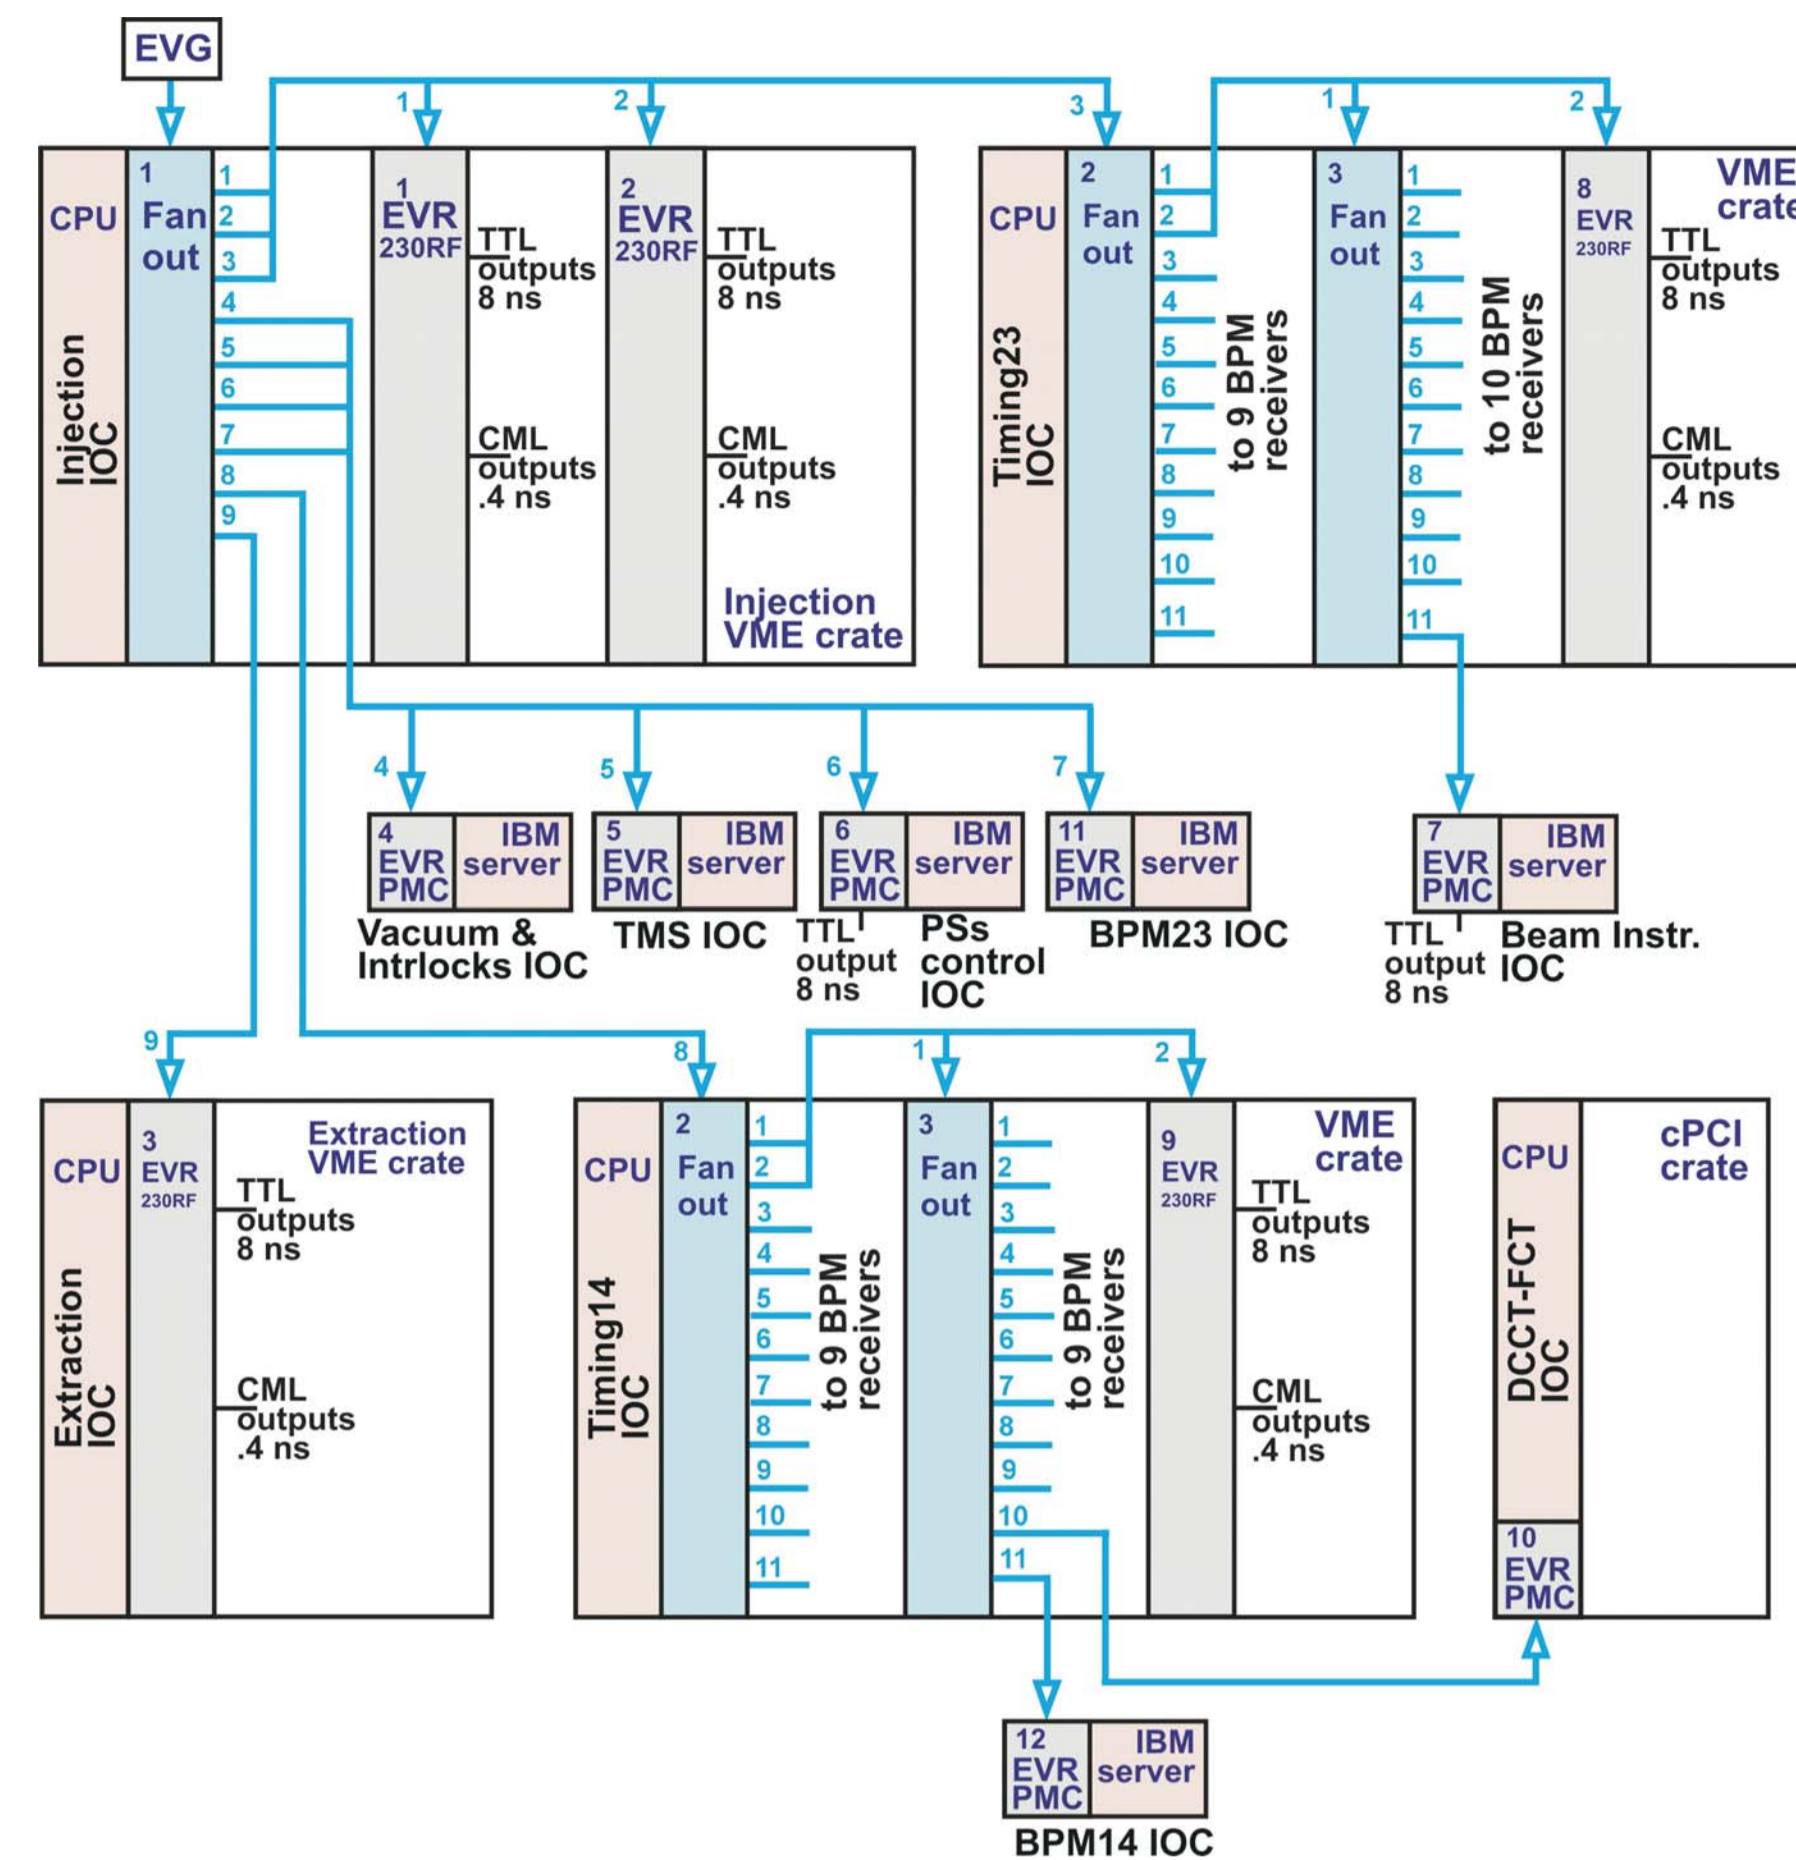 EVG
1
2
3
1
2
CPU
Injection
IOC
1
Fan
out
1
2
3
4
5
6
7
8
9
1
EVR
230RF
TTL
outputs
8 ns
CML
outputs
.4 ns
2
EVR
230RF
TTL
outputs
8 ns
CML
outputs
.4 ns
Injection
VME crate
CPU
Timing23
IOC
2
Fan
out
1
2
3
4
5
6
7
8
9
10
11
to 9 BPM
receivers
3
Fan
out
1
2
3
4
5
6
7
8
9
10
11
to 10 BPM
receivers
8
EVR
230RF
VME
crate
TTL
outputs
8 ns
CML
outputs
.4 ns
4
5
6
7
4
EVR
PMC
IBM
server
Vacuum &
Intrlocks IOC
5
EVR
PMC
IBM
server
TMS IOC
6
EVR
PMC
IBM
server
TTL
output
8 ns
PSs
control
IOC
11
EVR
PMC
IBM
server
BPM23 IOC
7
EVR
PMC
IBM
server
TTL
output
8 ns
Beam Instr.
IOC
9
8
1
2
CPU
Extraction
IOC
3
EVR
230RF
Extraction
VME crate
TTL
outputs
8 ns
CML
outputs
.4 ns
CPU
Timing14
IOC
2
Fan
out
1
2
3
4
5
6
7
8
9
10
11
to 9 BPM
receivers
3
Fan
out
1
2
3
4
5
6
7
8
9
10
11
to 9 BPM
receivers
9
EVR
230RF
VME
crate
TTL
outputs
8 ns
CML
outputs
.4 ns
CPU
DCCT-FCT
IOC
10
EVR
PMC
cPCI
crate
12
EVR
PMC
IBM
server
BPM14 IOC